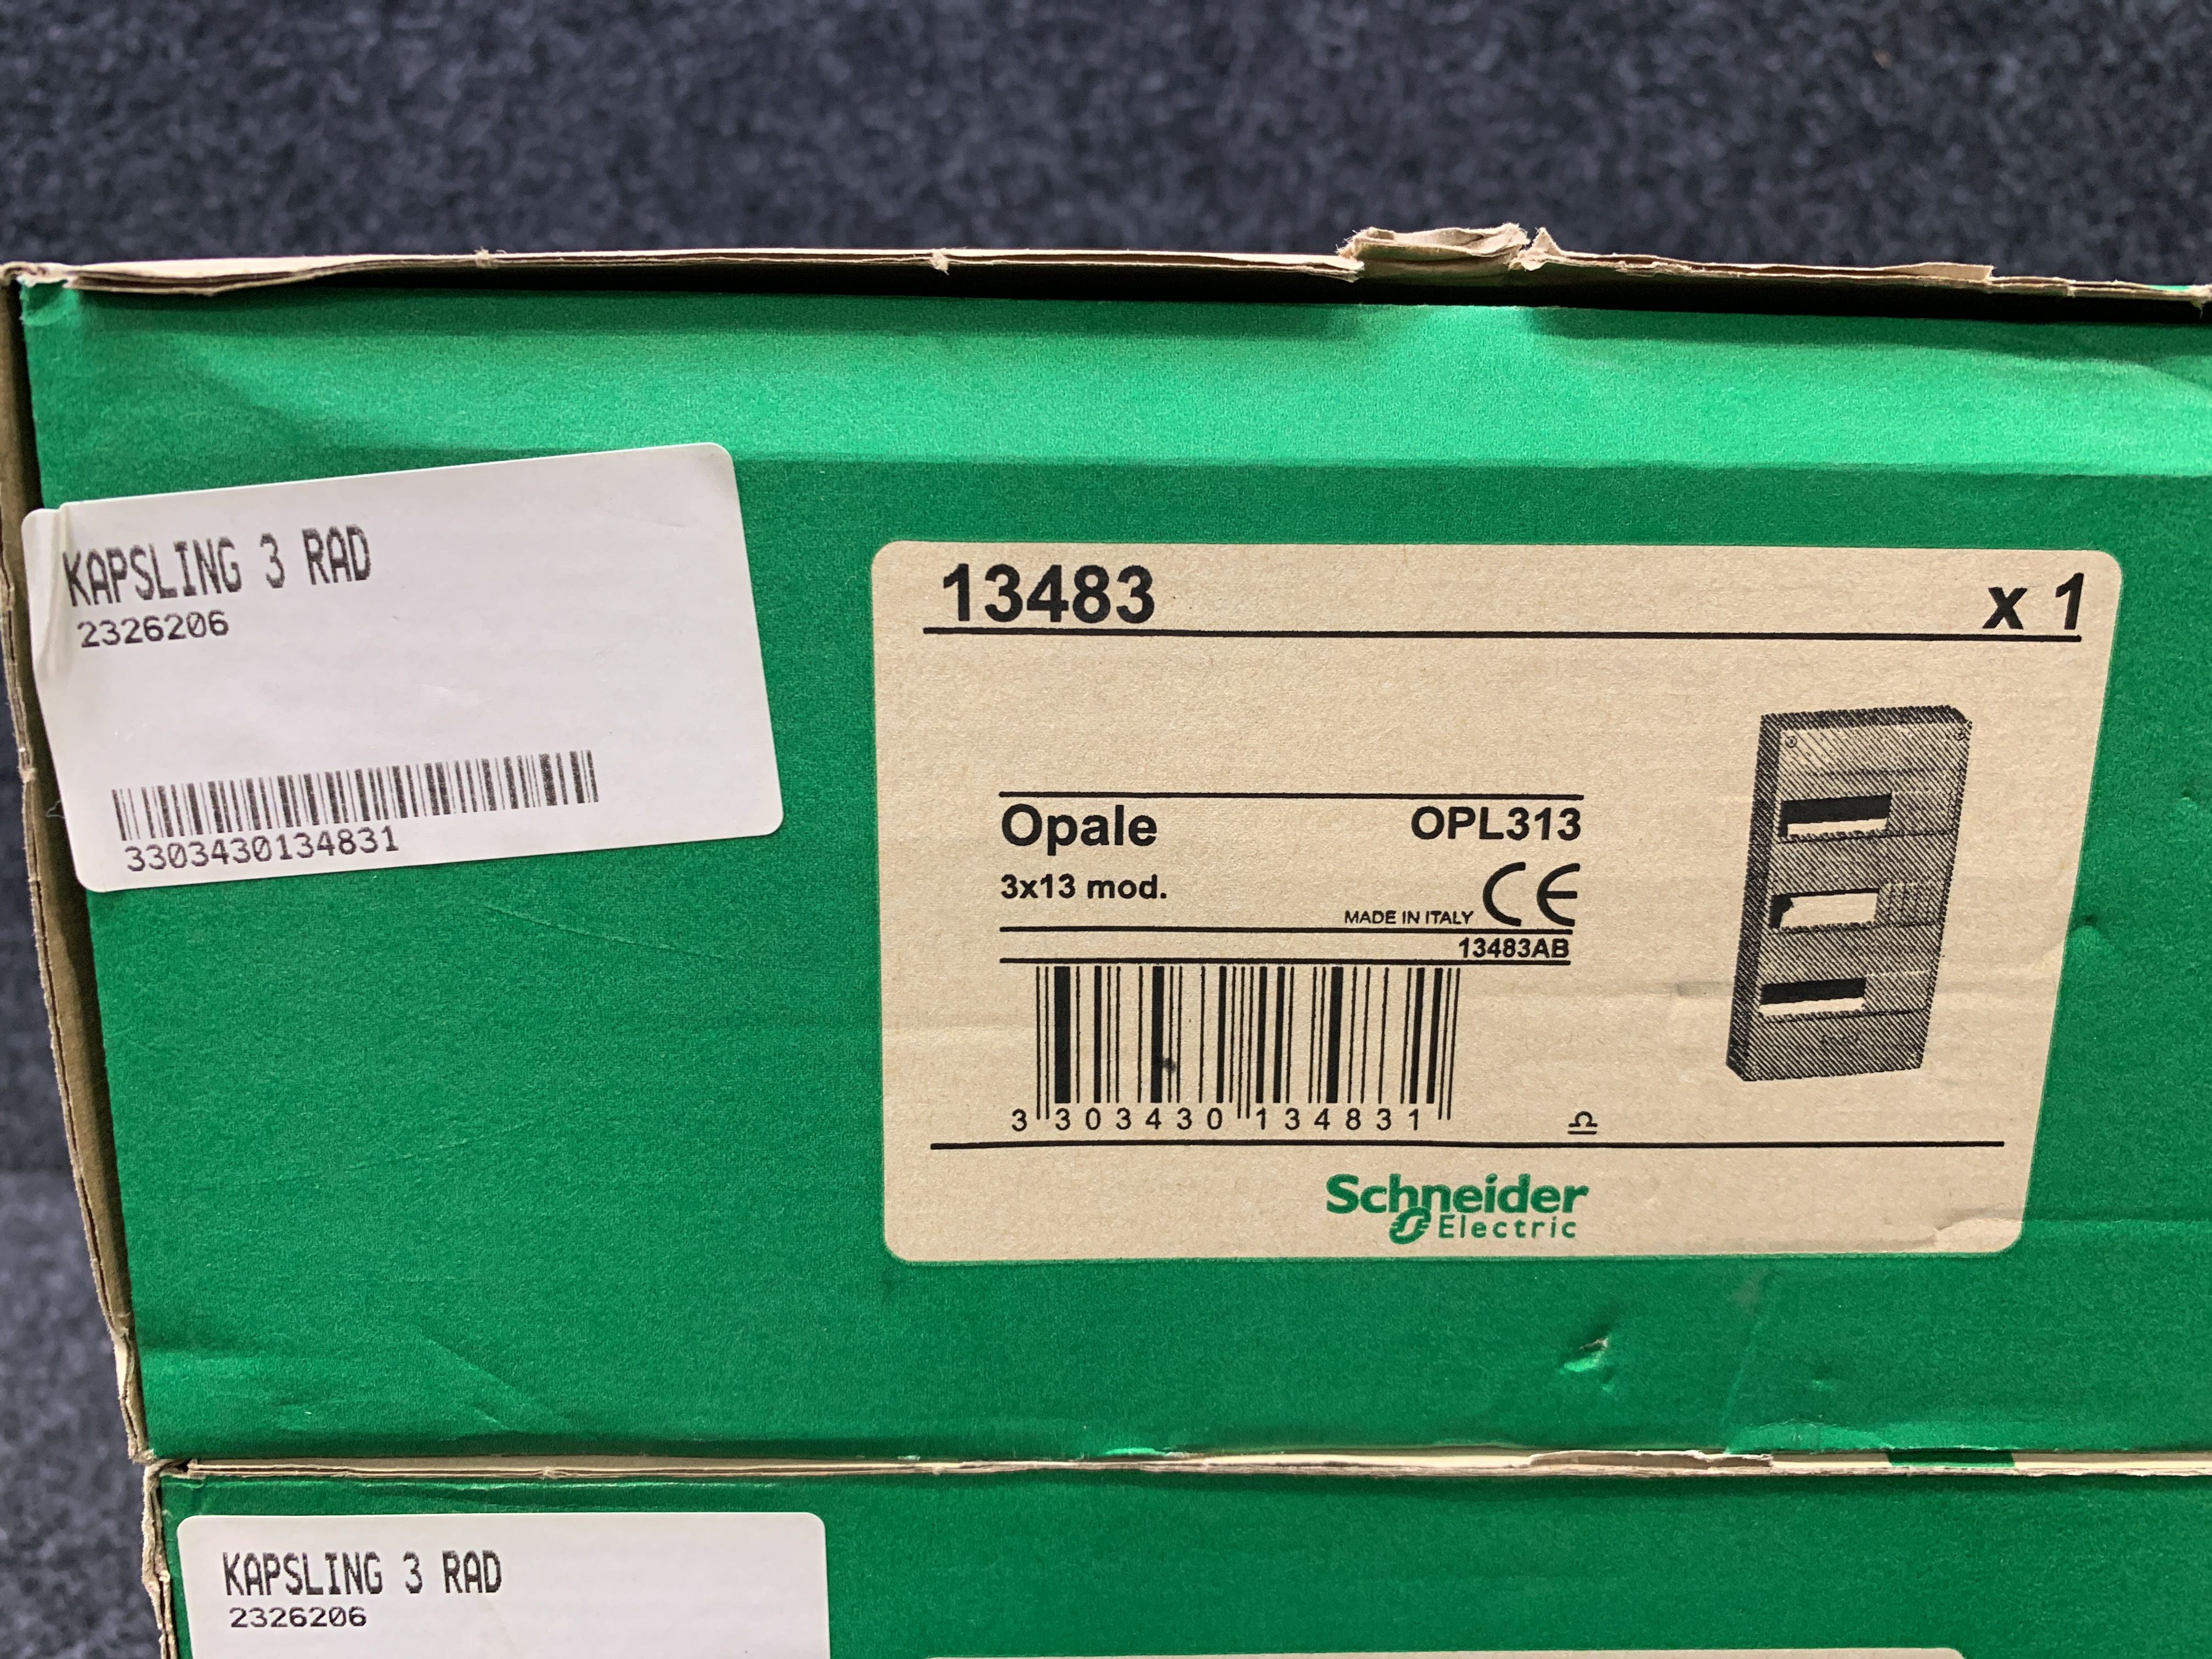 KAPSLING 3 RAD
2326206
3303430134831
13483 x 1
Opale OPL313
3x13 mod.
MADE IN ITALY CE
13483AB
3 303430 134831
Schneider
Electric
KAPSLING 3 RAD
2326206